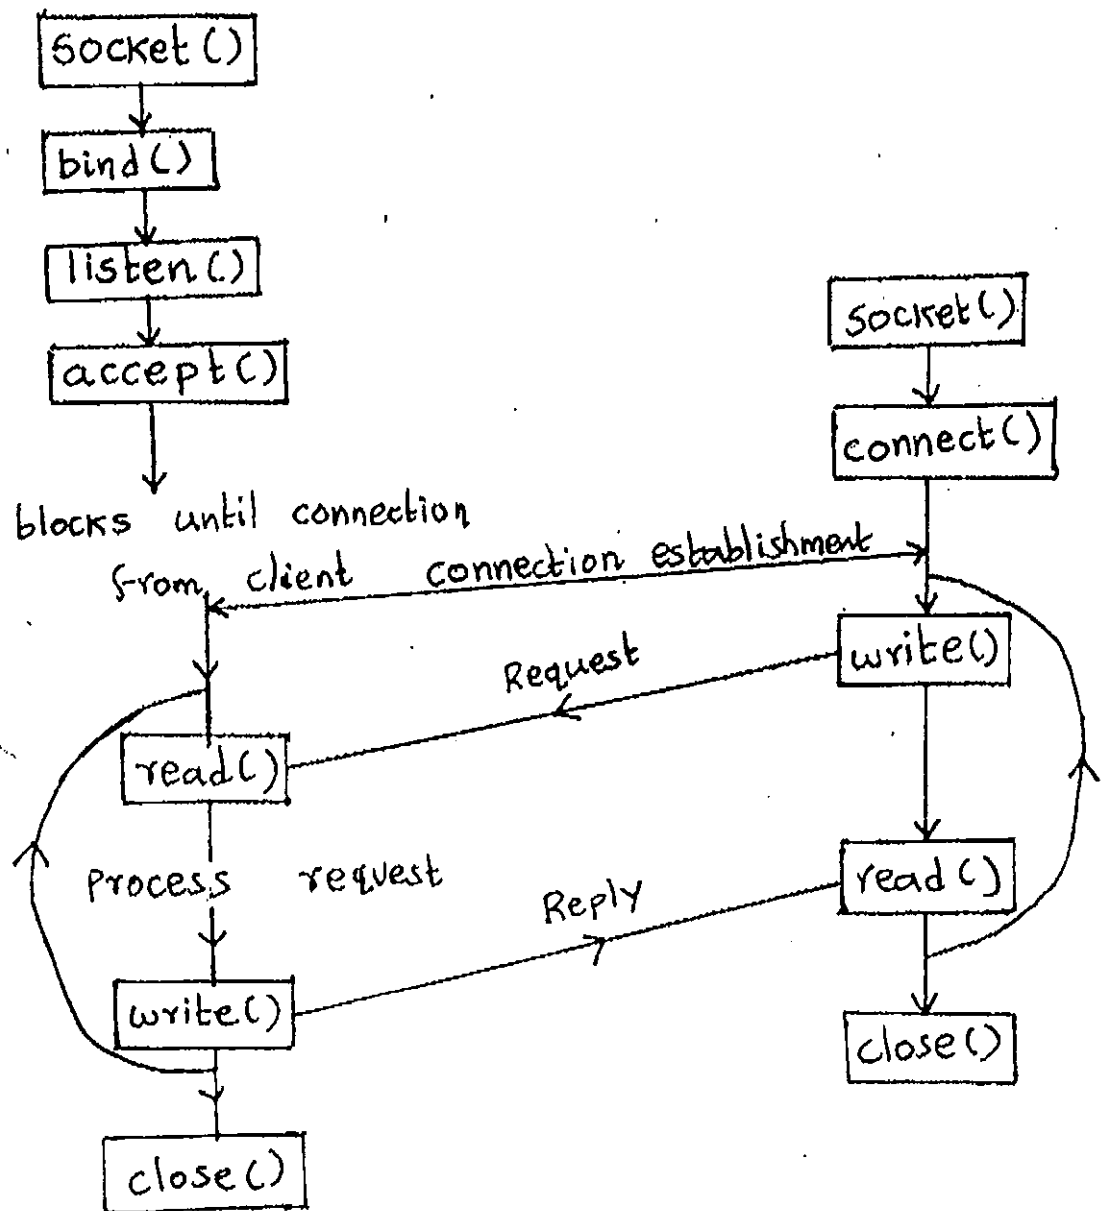 socket()
bind()
listen()
accept()
socket()
connect()
blocks until connection
from client
connection establishment
write()
Request
read()
process request
read()
Reply
write()
close()
close()